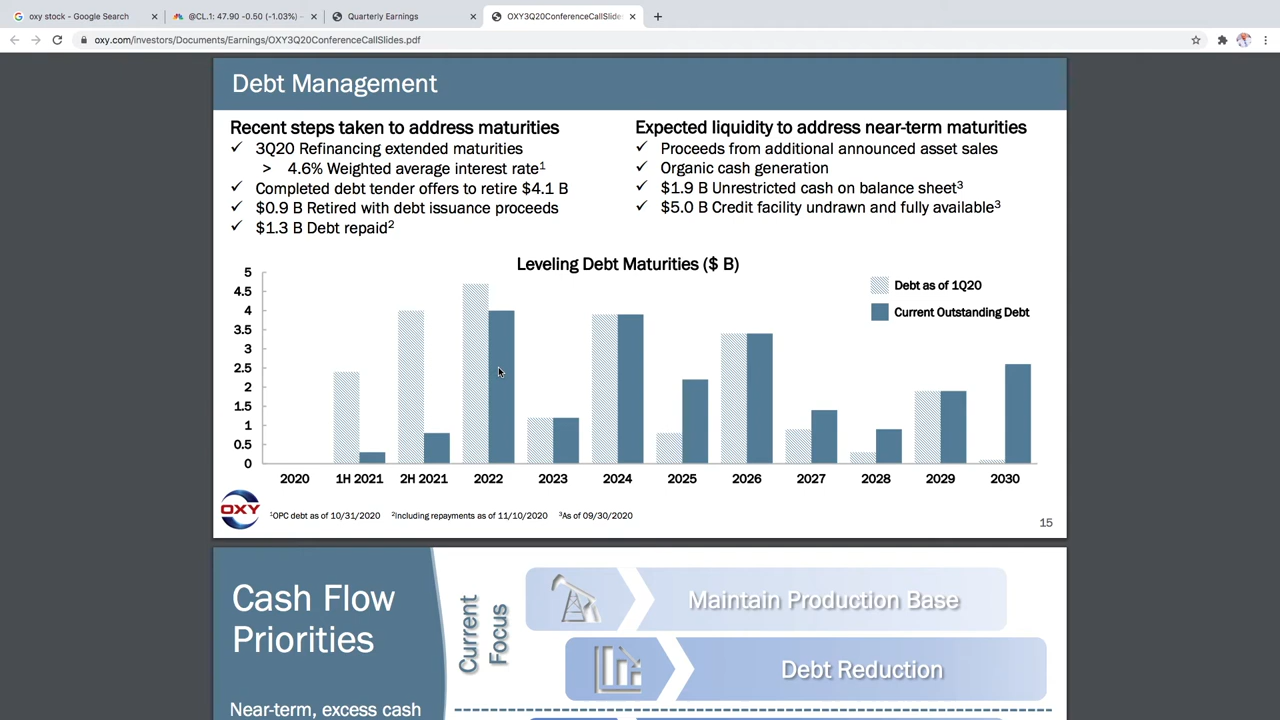 oxy stock - Google Search
@CL.1: 47.90 -0.50 (-1.03%) -
Quarterly Earnings
OXY3Q20ConferenceCallSlides
oxy.com/investors/Documents/Earnings/OXY3Q20ConferenceCallSlides.pdf
Debt Management
Recent steps taken to address maturities
✓ 3Q20 Refinancing extended maturities
> 4.6% Weighted average interest rate¹
✓ Completed debt tender offers to retire $4.1 B
✓ $0.9 B Retired with debt issuance proceeds
✓ $1.3 B Debt repaid²
Expected liquidity to address near-term maturities
✓ Proceeds from additional announced asset sales
✓ Organic cash generation
✓ $1.9 B Unrestricted cash on balance sheet³
✓ $5.0 B Credit facility undrawn and fully available³
Leveling Debt Maturities ($ B)
Debt as of 1Q20
Current Outstanding Debt
5
4.5
4
3.5
3
2.5
2
1.5
1
0.5
0
2020 1H 2021 2H 2021 2022 2023 2024 2025 2026 2027 2028 2029 2030
OXY
¹OPC debt as of 10/31/2020 ²Including repayments as of 11/10/2020 ³As of 09/30/2020
15
Cash Flow
Priorities
Near-term, excess cash
Current
Focus
Maintain Production Base
Debt Reduction